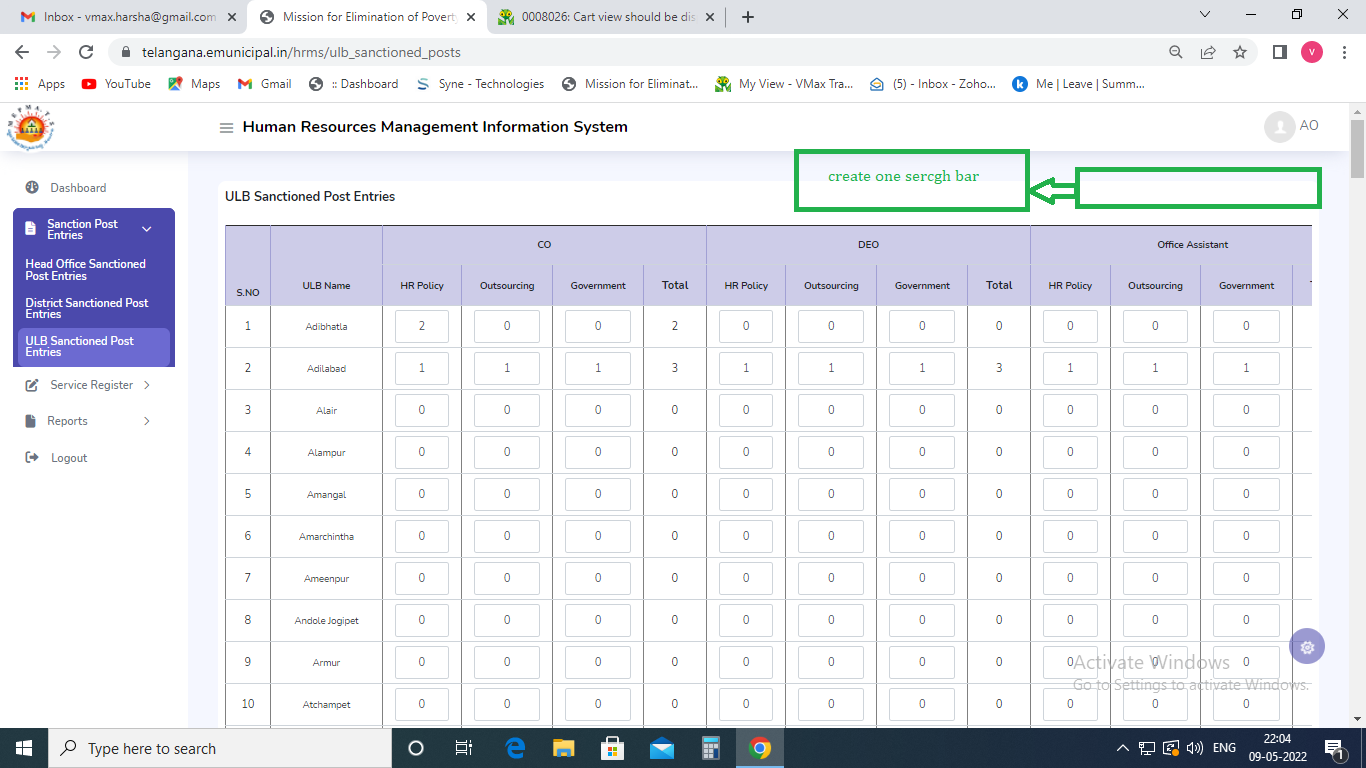 Inbox - vmax.harsha@gmail.com
Mission for Elimination of Povert
0008026: Cart view should be dis
telangana.emunicipal.in/hrms/ulb_sanctioned_posts
V
Apps YouTube Maps Gmail :: Dashboard Syne - Technologies Mission for Eliminat... My View - VMax Tra... (5) - Inbox - Zoho... Me | Leave | Summ...
Human Resources Management Information System
AO
Dashboard
Sanction Post
Entries
Head Office Sanctioned
Post Entries
District Sanctioned Post
Entries
ULB Sanctioned Post
Entries
Service Register
Reports
Logout
create one sercgh bar
ULB Sanctioned Post Entries
CO DEO Office Assistant
S.NO ULB Name HR Policy Outsourcing Government Total HR Policy Outsourcing Government Total HR Policy Outsourcing Government
1 Adibhatla 2 0 0 2 0 0 0 0 0 0 0
2 Adilabad 1 1 1 3 1 1 1 3 1 1 1
3 Alair 0 0 0 0 0 0 0 0 0 0 0
4 Alampur 0 0 0 0 0 0 0 0 0 0 0
5 Amangal 0 0 0 0 0 0 0 0 0 0 0
6 Amarchintha 0 0 0 0 0 0 0 0 0 0 0
7 Ameenpur 0 0 0 0 0 0 0 0 0 0 0
8 Andole Jogipet 0 0 0 0 0 0 0 0 0 0 0
9 Armur 0 0 0 0 0 0 0 0 0 0 0
10 Atchampet 0 0 0 0 0 0 0 0 0 0 0
Activate Windows
Go to Settings to activate Windows.
Type here to search
ENG
22:04
09-05-2022
1